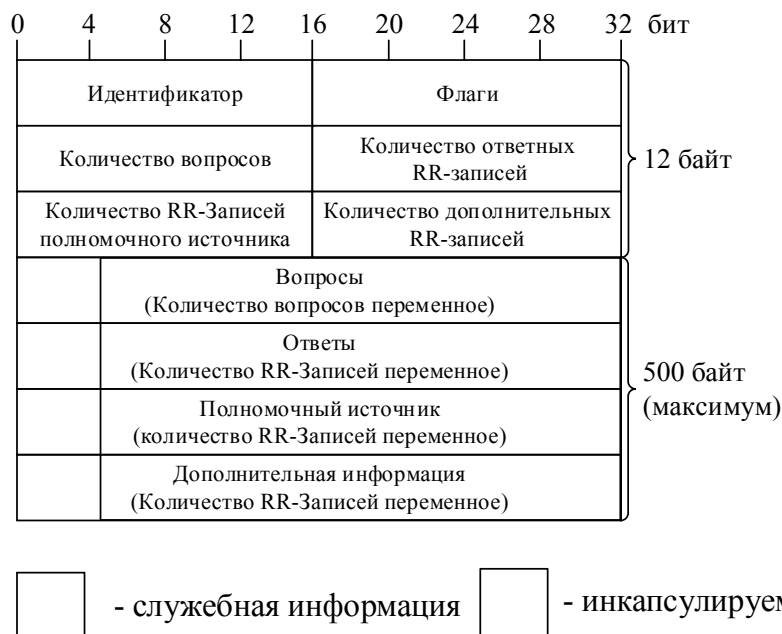 0 4 8 12 16 20 24 28 32 бит
Идентификатор
Флаги
12 байт
Количество вопросов
Количество ответных
RR-записей
Количество RR-Записей
полномочного источника
Количество дополнительных
RR-записей
Вопросы
(Количество вопросов переменное)
500 байт
(максимум)
Ответы
(Количество RR-Записей переменное)
Полномочный источник
(количество RR-Записей переменное)
Дополнительная информация
(Количество RR-Записей переменное)
- служебная информация
-